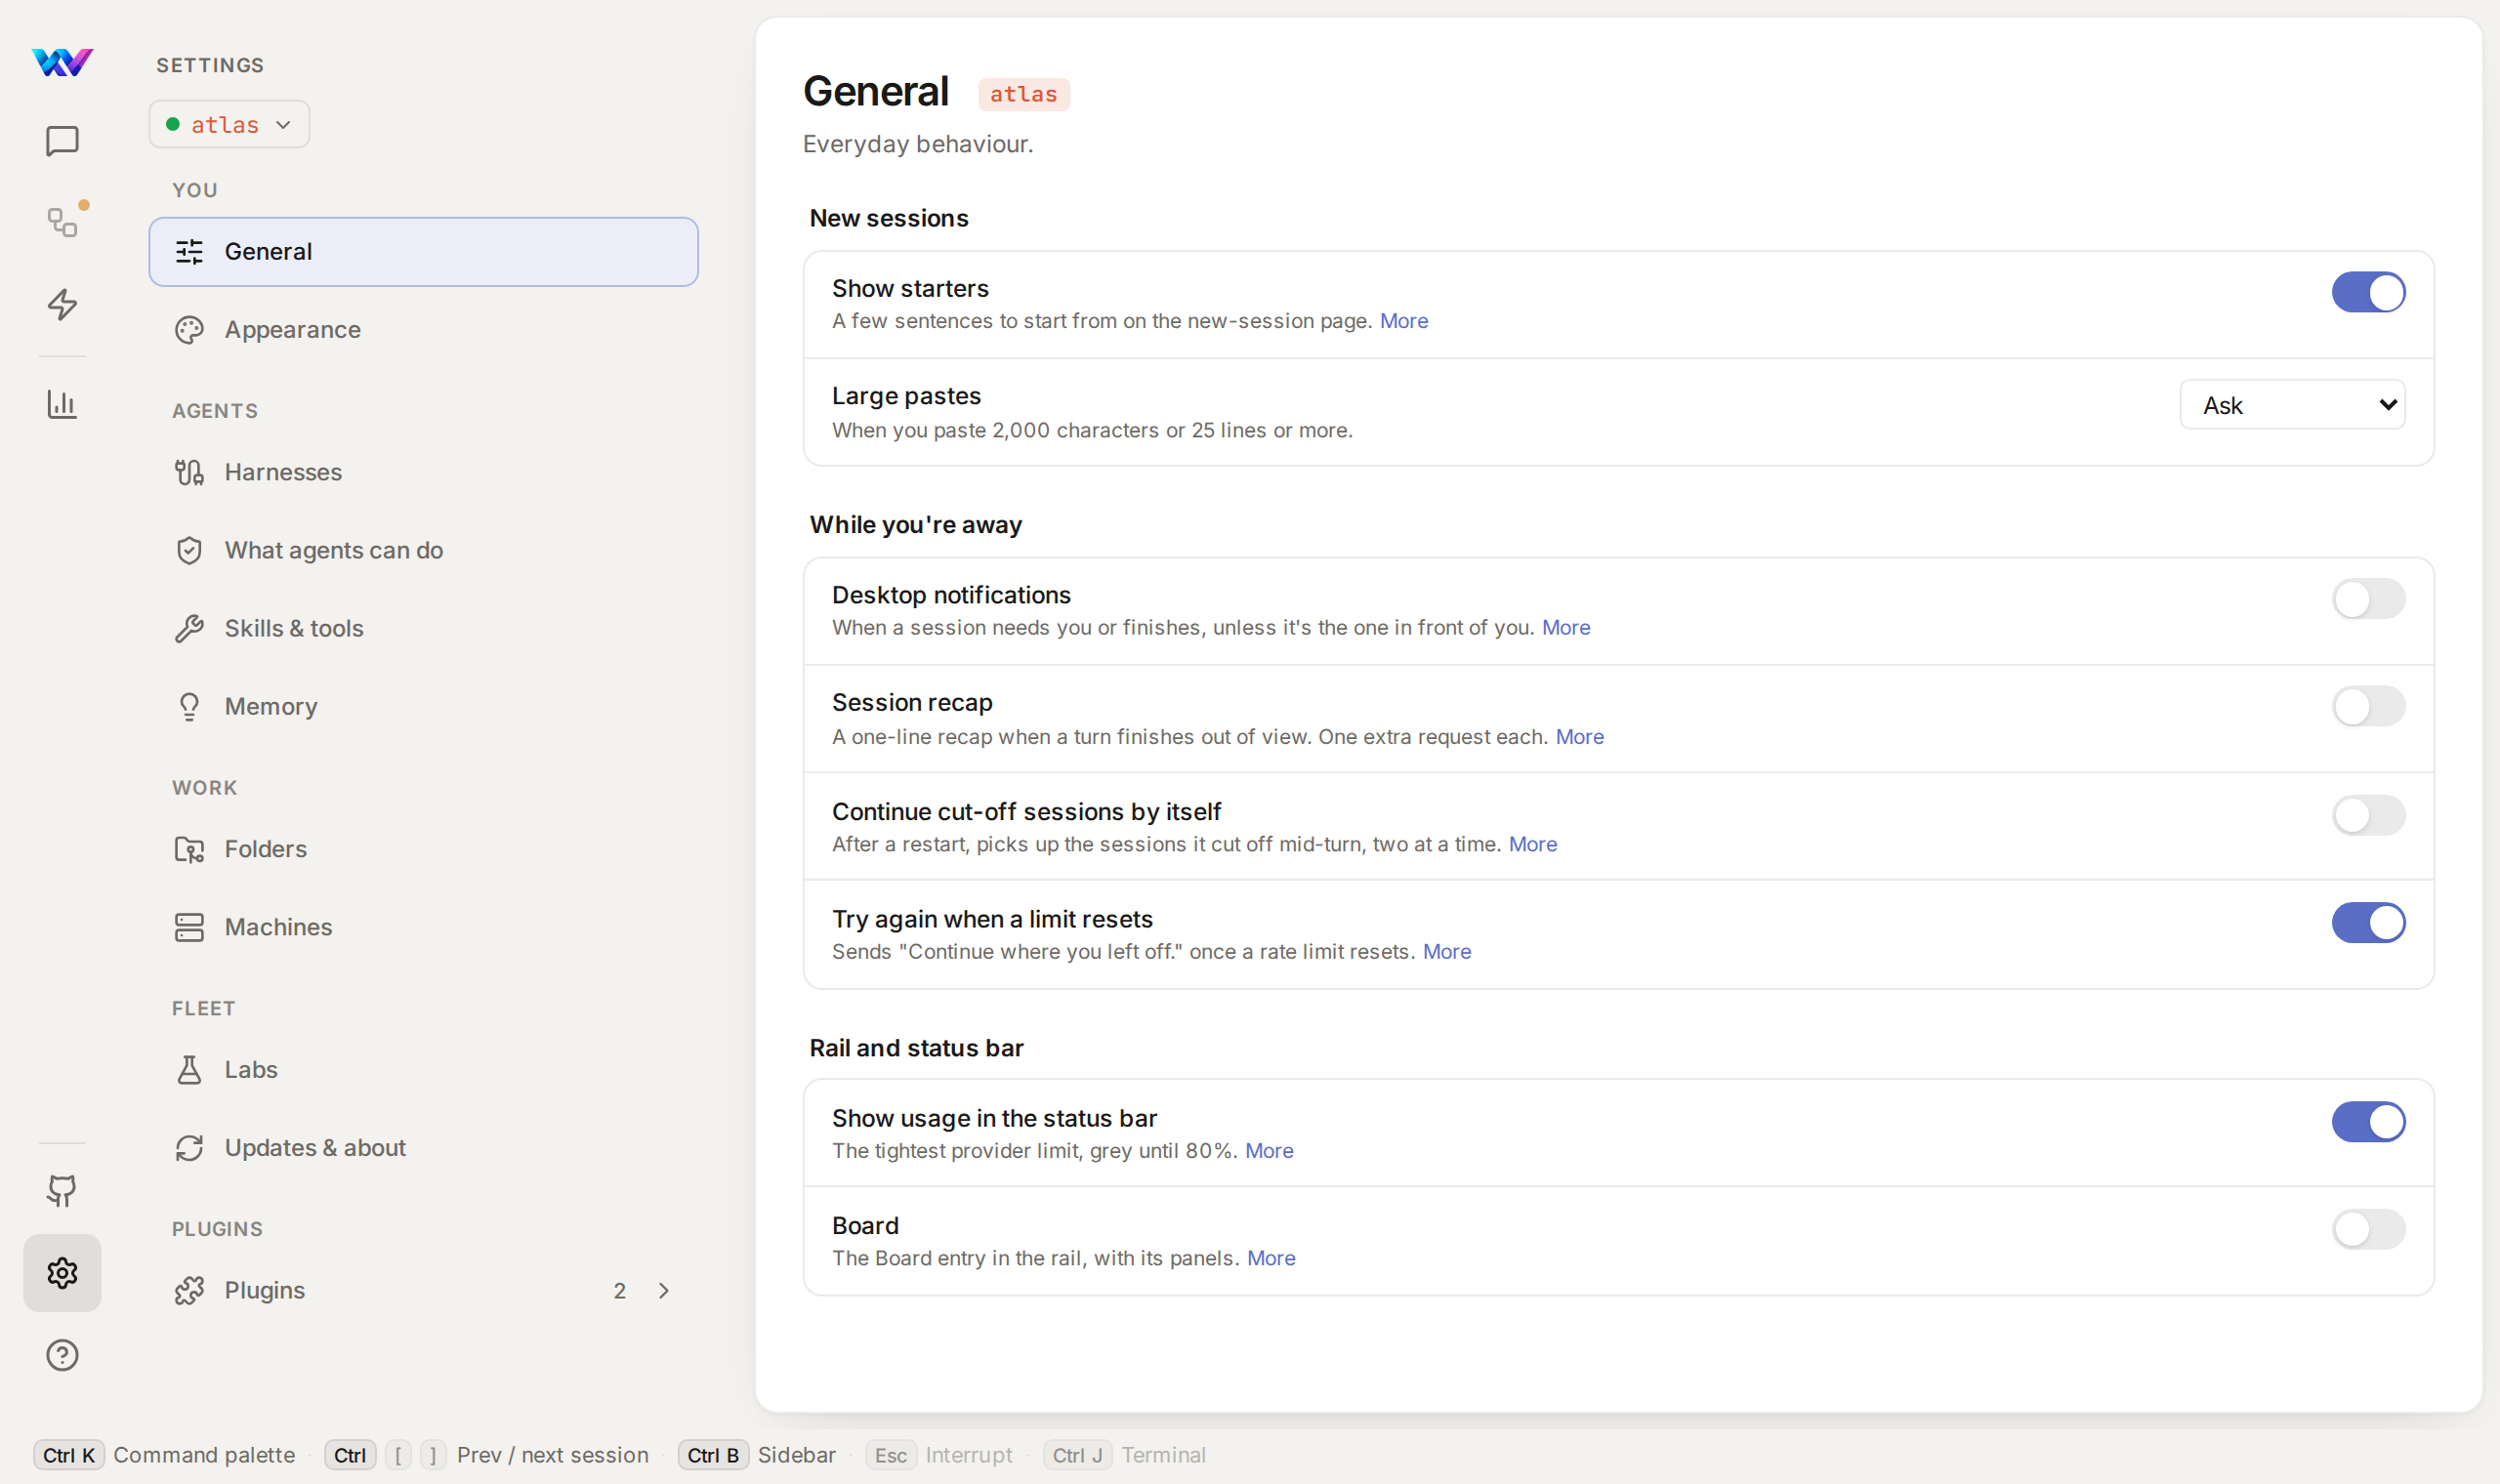 SETTINGS
atlas
YOU
General
Appearance
AGENTS
Harnesses
What agents can do
Skills & tools
Memory
WORK
Folders
Machines
FLEET
Labs
Updates & about
PLUGINS
Plugins 2
General atlas
Everyday behaviour.
New sessions
Show starters
A few sentences to start from on the new-session page. More
Large pastes
When you paste 2,000 characters or 25 lines or more.
Ask
While you're away
Desktop notifications
When a session needs you or finishes, unless it's the one in front of you. More
Session recap
A one-line recap when a turn finishes out of view. One extra request each. More
Continue cut-off sessions by itself
After a restart, picks up the sessions it cut off mid-turn, two at a time. More
Try again when a limit resets
Sends "Continue where you left off." once a rate limit resets. More
Rail and status bar
Show usage in the status bar
The tightest provider limit, grey until 80%. More
Board
The Board entry in the rail, with its panels. More
Ctrl K Command palette · Ctrl [ ] Prev / next session · Ctrl B Sidebar · Esc Interrupt · Ctrl J Terminal